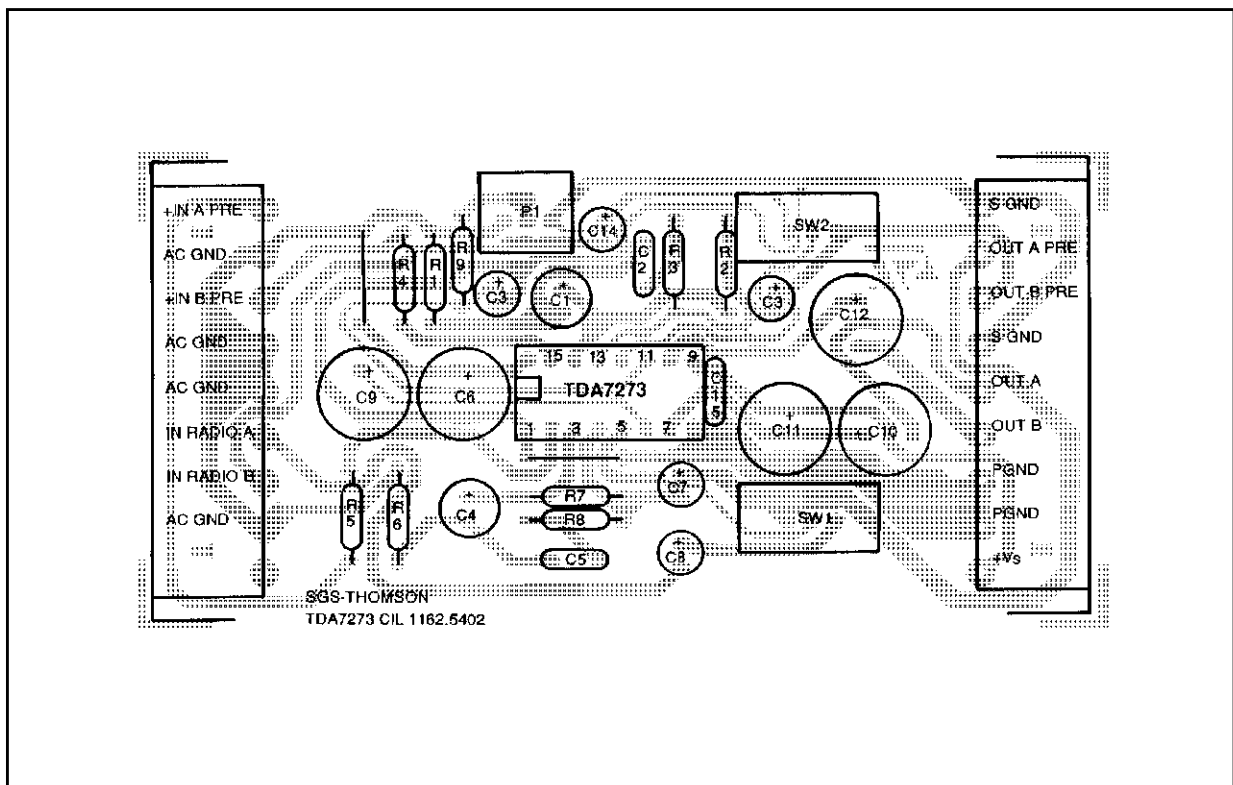 +IN A PRE
AC GND
+IN B PRE
AC GND
AC GND
IN RADIO A
IN RADIO B
AC GND
P1
C14
SW2
R4
R1
R9
C3
C1
C2
R3
R2
C3
C12
C9
C6
15 13 11 9
TDA7273
1 3 5 7
C15
C11
C10
R5
R6
C4
R7
R8
C5
C7
C8
SW1
S GND
OUT A PRE
OUT B PRE
S GND
OUT A
OUT B
PGND
PGND
+Vs
SGS-THOMSON
TDA7273 CIL 1162.5402